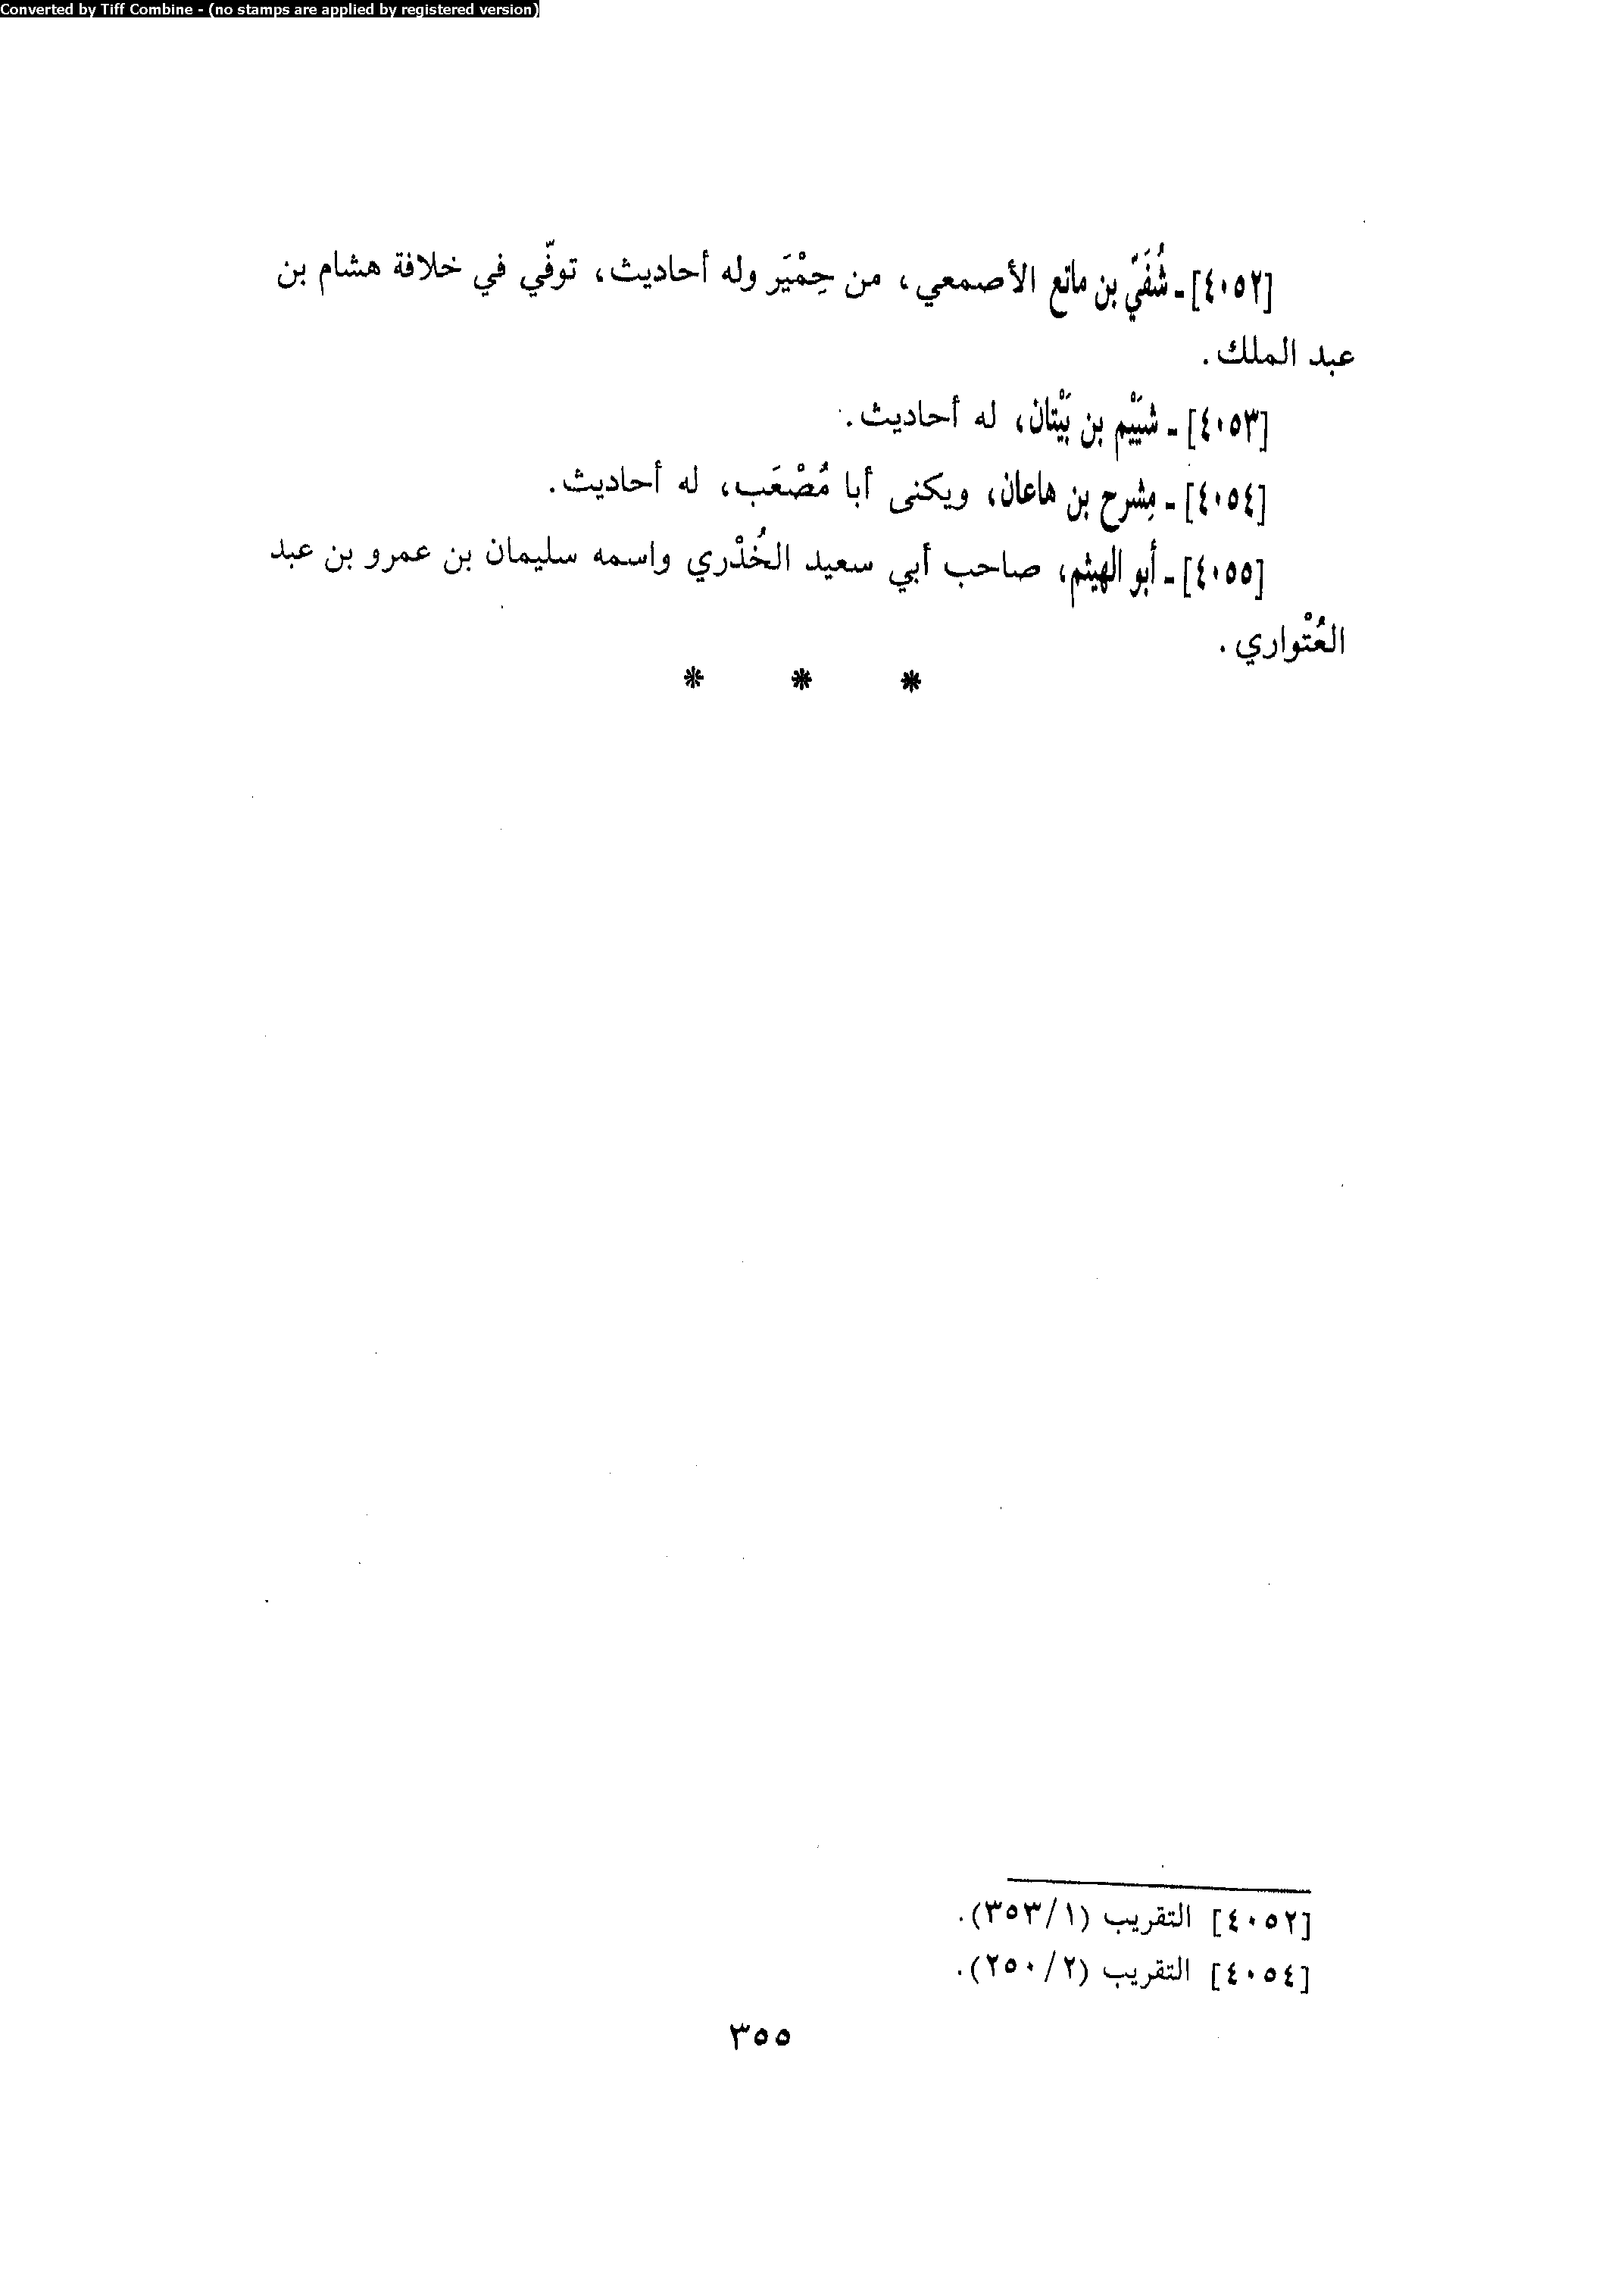 Converted by Tiff Combine - (no stamps are applied by registered version)
[٤٠٥٢] ـ شُفَيّ بن ماتع الأصمعي، من حِمْيَر وله أحاديث، توفّي في خلافة هشام بن
عبد الملك.
[٤٠٥٣] ـ شيَيْم بن بَيْتان، له أحاديث.
[٤٠٥٤] ـ مِشرح بن هاعان، ويكنى أبا مُصْعَب، له أحاديث.
[٤٠٥٥] ـ أبو الهيثم، صاحب أبي سعيد الخُدْري واسمه سليمان بن عمرو بن عبد
العُتْواري.
* * *
[٤٠٥٢] التقريب (٣٥٣/١).
[٤٠٥٤] التقريب (٢٥٠/٢).
٣٥٥